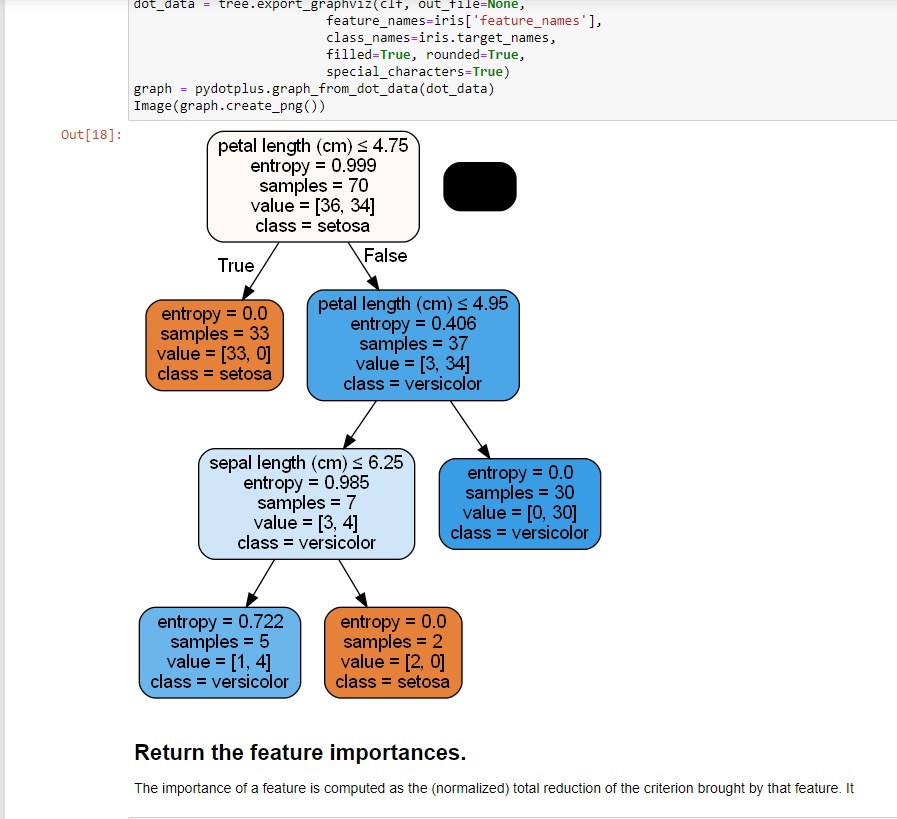 dot_data = tree.export_graphviz(clf, out_file=None,
feature_names=iris['feature_names'],
class_names=iris.target_names,
filled=True, rounded=True,
special_characters=True)
graph = pydotplus.graph_from_dot_data(dot_data)
Image(graph.create_png())
Out[18]:
petal length (cm) ≤ 4.75
entropy = 0.999
samples = 70
value = [36, 34]
class = setosa
True
False
entropy = 0.0
samples = 33
value = [33, 0]
class = setosa
petal length (cm) ≤ 4.95
entropy = 0.406
samples = 37
value = [3, 34]
class = versicolor
sepal length (cm) ≤ 6.25
entropy = 0.985
samples = 7
value = [3, 4]
class = versicolor
entropy = 0.0
samples = 30
value = [0, 30]
class = versicolor
entropy = 0.722
samples = 5
value = [1, 4]
class = versicolor
entropy = 0.0
samples = 2
value = [2, 0]
class = setosa
Return the feature importances.
The importance of a feature is computed as the (normalized) total reduction of the criterion brought by that feature. It